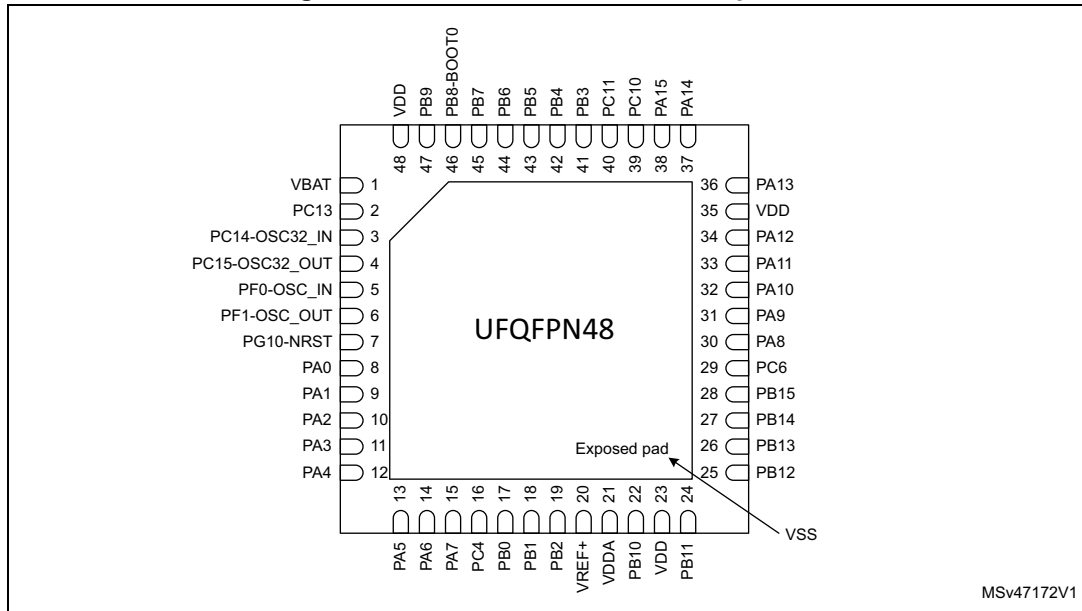 VDD
PB9
PB8-BOOT0
PB7
PB6
PB5
PB4
PB3
PC11
PC10
PA15
PA14
48
47
46
45
44
43
42
41
40
39
38
37
VBAT 1
PC13 2
PC14-OSC32_IN 3
PC15-OSC32_OUT 4
PF0-OSC_IN 5
PF1-OSC_OUT 6
PG10-NRST 7
PA0 8
PA1 9
PA2 10
PA3 11
PA4 12
UFQFPN48
Exposed pad
36 PA13
35 VDD
34 PA12
33 PA11
32 PA10
31 PA9
30 PA8
29 PC6
28 PB15
27 PB14
26 PB13
25 PB12
13
14
15
16
17
18
19
20
21
22
23
24
PA5
PA6
PA7
PC4
PB0
PB1
PB2
VREF+
VDDA
PB10
VDD
PB11
VSS
MSv47172V1